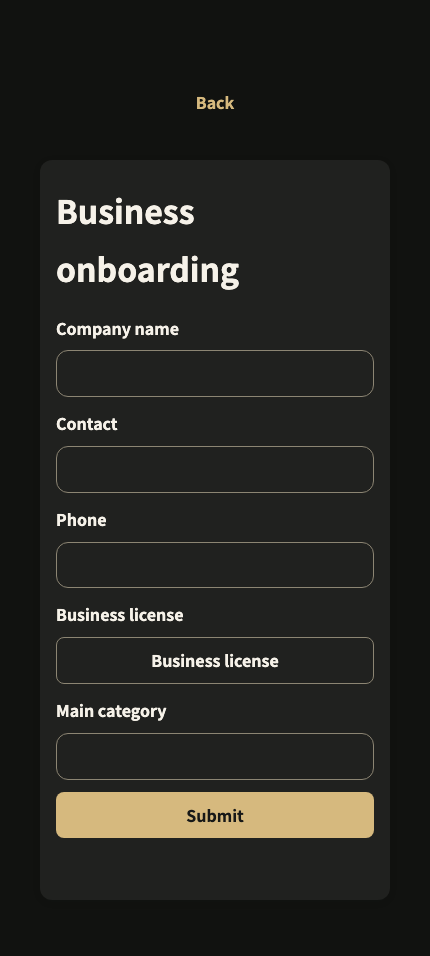 Back
Business
onboarding
Company name
Contact
Phone
Business license
Business license
Main category
Submit